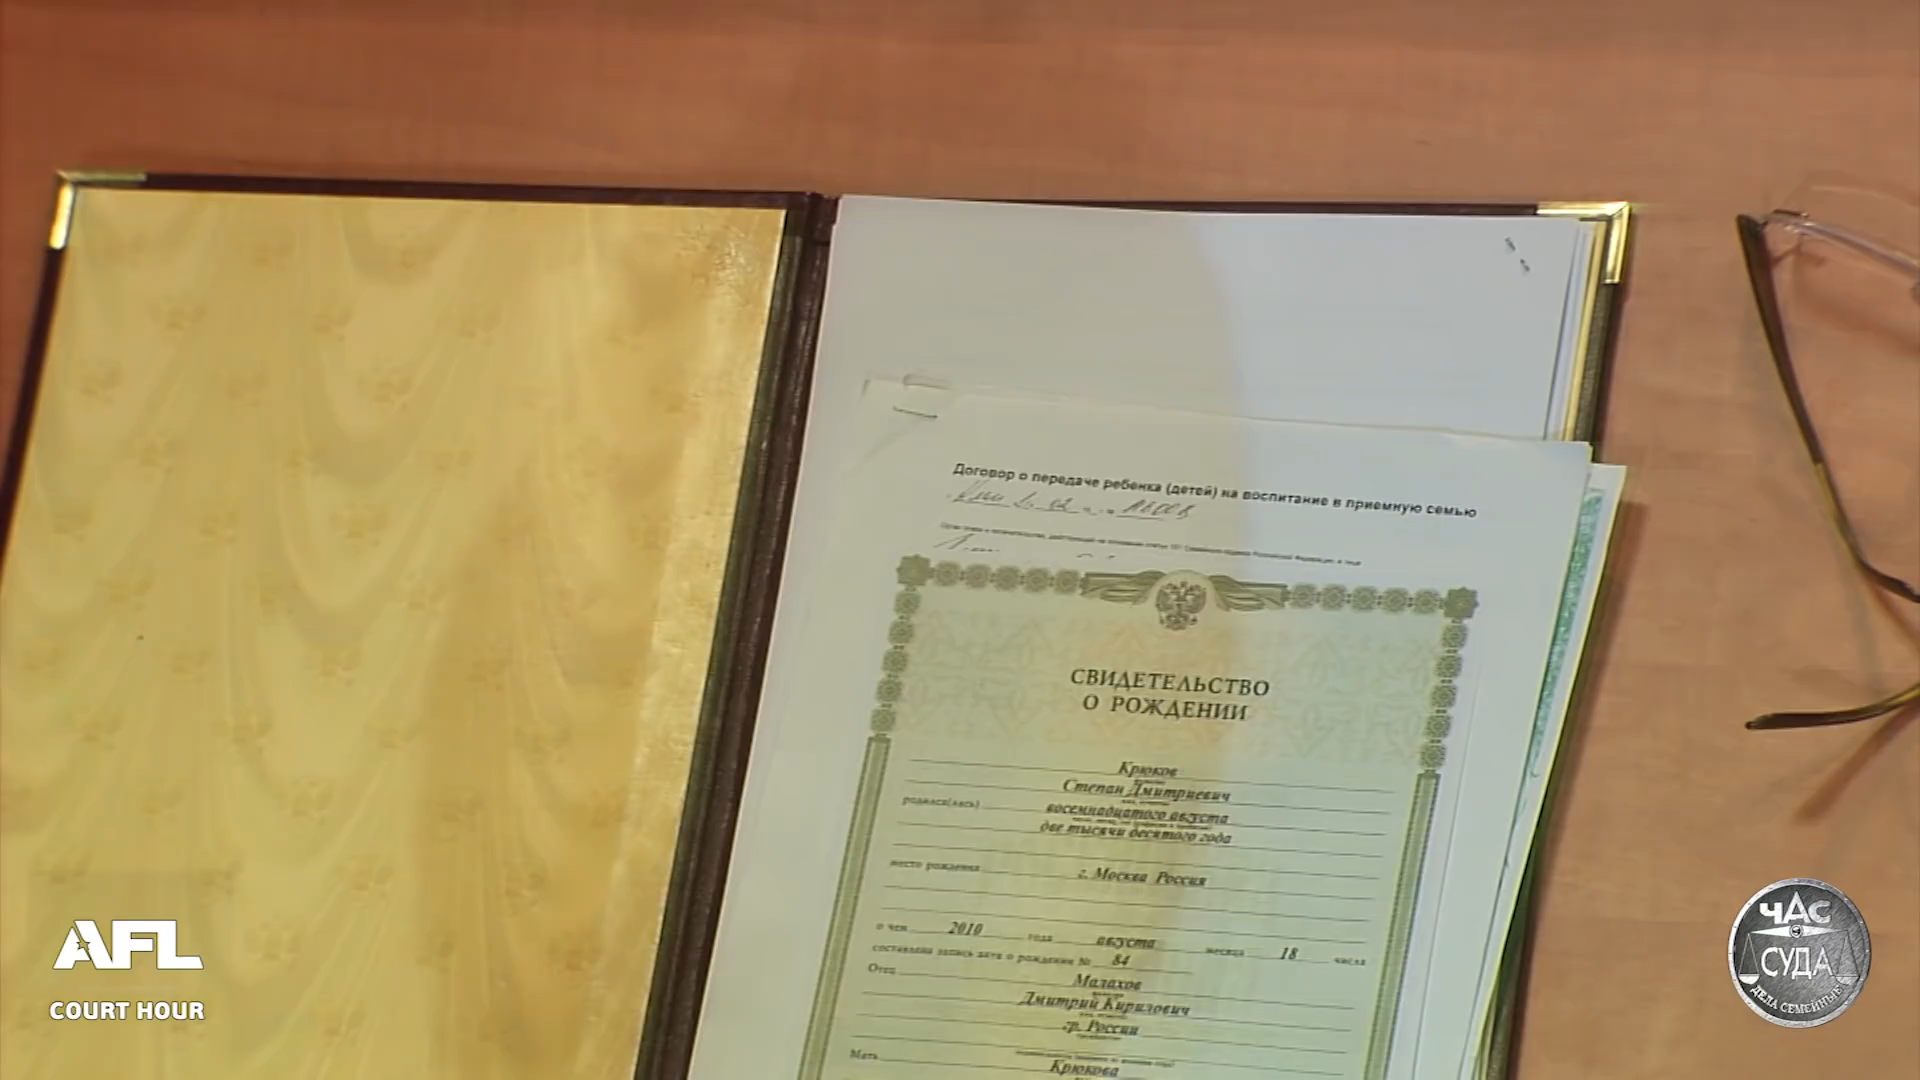 Договор о передаче ребенка (детей) на воспитание в приемную семью
СВИДЕТЕЛЬСТВО
О РОЖДЕНИИ
Крюков
Степан Дмитриевич
родился(лась) восемнадцатого августа
две тысячи десятого года
место рождения г. Москва Россия
о чем 2010 года августа месяца 18 числа
составлена запись акта о рождении № 84
Отец Малахов
Дмитрий Кирилович
гр. России
Мать Крюкова
AFL
COURT HOUR
ЧАС
СУДА
ДЕЛА СЕМЕЙНЫЕ